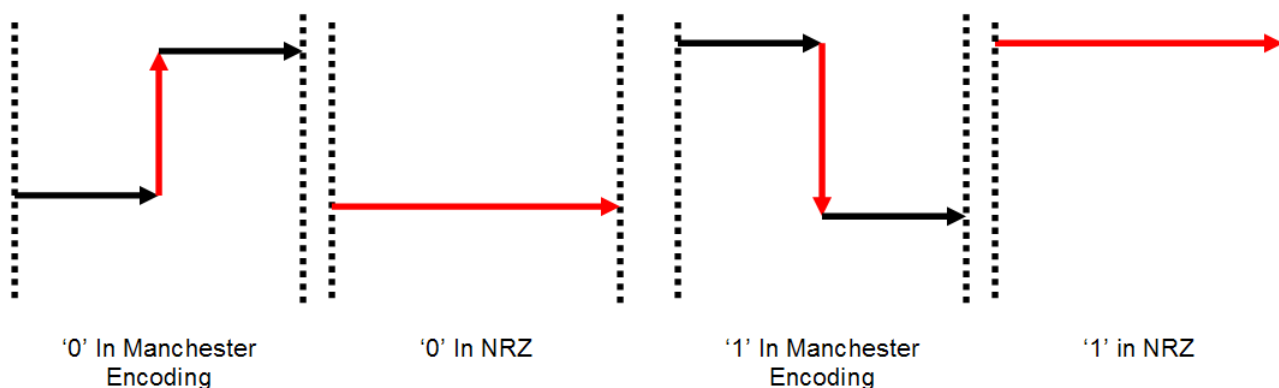 ‘0’ In Manchester
Encoding
‘0’ In NRZ
‘1’ In Manchester
Encoding
‘1’ in NRZ